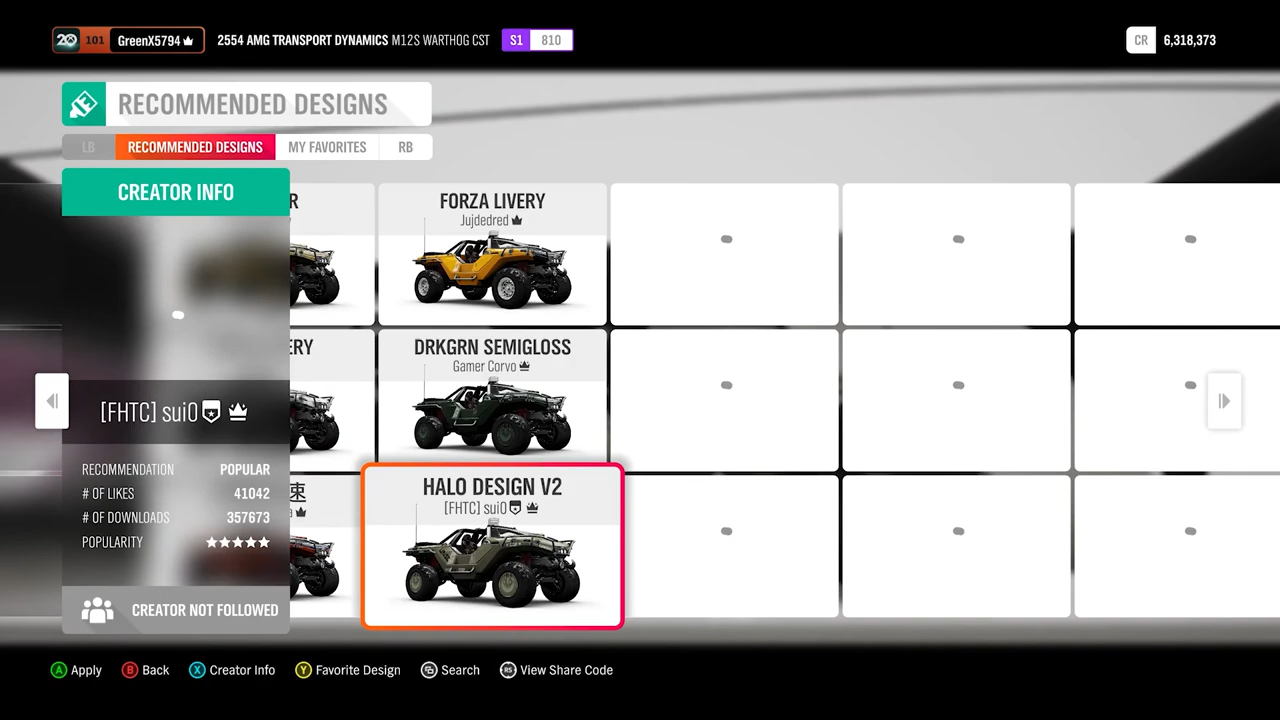 20 101 GreenX5794 2554 AMG TRANSPORT DYNAMICS M12S WARTHOG CST S1 810 CR 6,318,373
RECOMMENDED DESIGNS
LB RECOMMENDED DESIGNS MY FAVORITES RB
CREATOR INFO
R
FORZA LIVERY
Jujdedred
ERY
DRKGRN SEMIGLOSS
Gamer Corvo
[FHTC] sui0
RECOMMENDATION POPULAR
# OF LIKES 41042
# OF DOWNLOADS 357673
POPULARITY ★★★★★
速
HALO DESIGN V2
[FHTC] sui0
CREATOR NOT FOLLOWED
A Apply B Back X Creator Info Y Favorite Design Search RS View Share Code